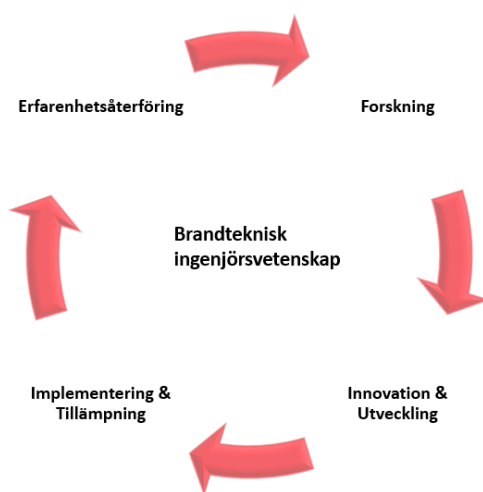 Erfarenhetsåterföring
Forskning
Brandteknisk
ingenjörsvetenskap
Implementering &
Tillämpning
Innovation &
Utveckling